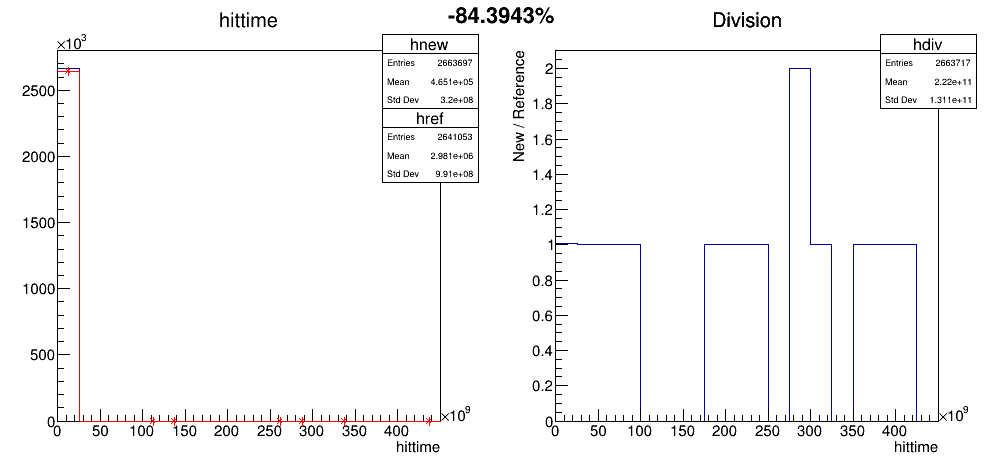 -84.3943%
hittime
×10³
hnew
Entries 2663697
Mean 4.651e+05
Std Dev 3.2e+08
href
Entries 2641053
Mean 2.981e+06
Std Dev 9.91e+08
2500
2000
1500
1000
500
0
0 50 100 150 200 250 300 350 400
×10⁹
hittime
Division
hdiv
Entries 2663717
Mean 2.22e+11
Std Dev 1.311e+11
New / Reference
2
1.8
1.6
1.4
1.2
1
0.8
0.6
0.4
0.2
0
0 50 100 150 200 250 300 350 400
×10⁹
hittime